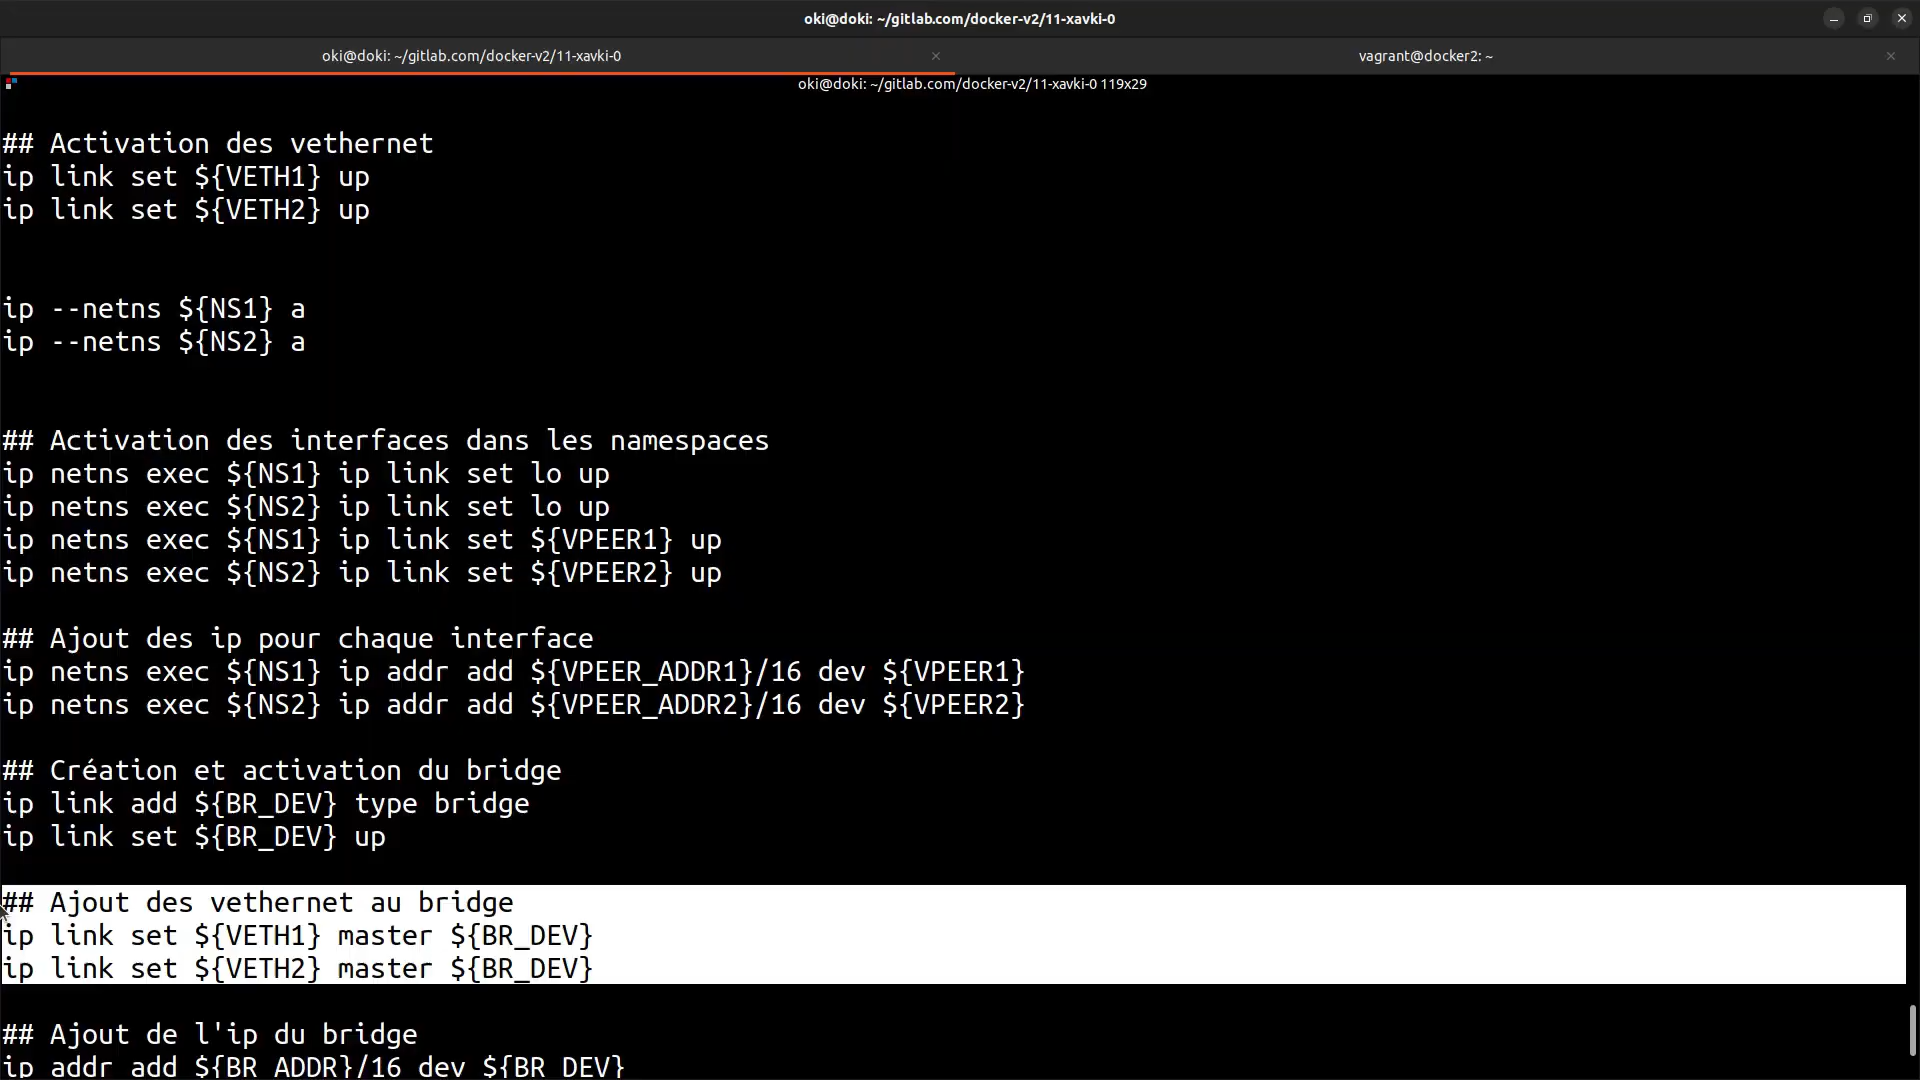 oki@doki: ~/gitlab.com/docker-v2/11-xavki-0
oki@doki: ~/gitlab.com/docker-v2/11-xavki-0
vagrant@docker2: ~
oki@doki: ~/gitlab.com/docker-v2/11-xavki-0 119x29
## Activation des vethernet
ip link set ${VETH1} up
ip link set ${VETH2} up
ip --netns ${NS1} a
ip --netns ${NS2} a
## Activation des interfaces dans les namespaces
ip netns exec ${NS1} ip link set lo up
ip netns exec ${NS2} ip link set lo up
ip netns exec ${NS1} ip link set ${VPEER1} up
ip netns exec ${NS2} ip link set ${VPEER2} up
## Ajout des ip pour chaque interface
ip netns exec ${NS1} ip addr add ${VPEER_ADDR1}/16 dev ${VPEER1}
ip netns exec ${NS2} ip addr add ${VPEER_ADDR2}/16 dev ${VPEER2}
## Création et activation du bridge
ip link add ${BR_DEV} type bridge
ip link set ${BR_DEV} up
## Ajout des vethernet au bridge
ip link set ${VETH1} master ${BR_DEV}
ip link set ${VETH2} master ${BR_DEV}
## Ajout de l'ip du bridge
ip addr add ${BR_ADDR}/16 dev ${BR_DEV}